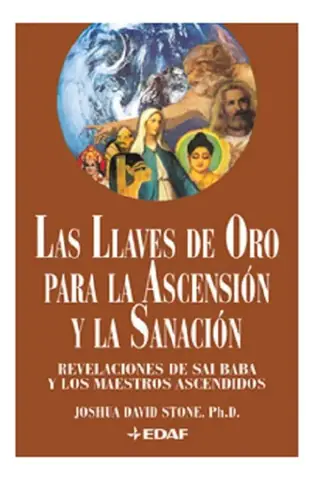 LAS LLAVES DE ORO
PARA LA ASCENSIÓN
Y LA SANACIÓN
REVELACIONES DE SAI BABA
Y LOS MAESTROS ASCENDIDOS
JOSHUA DAVID STONE, Ph.D.
EDAF